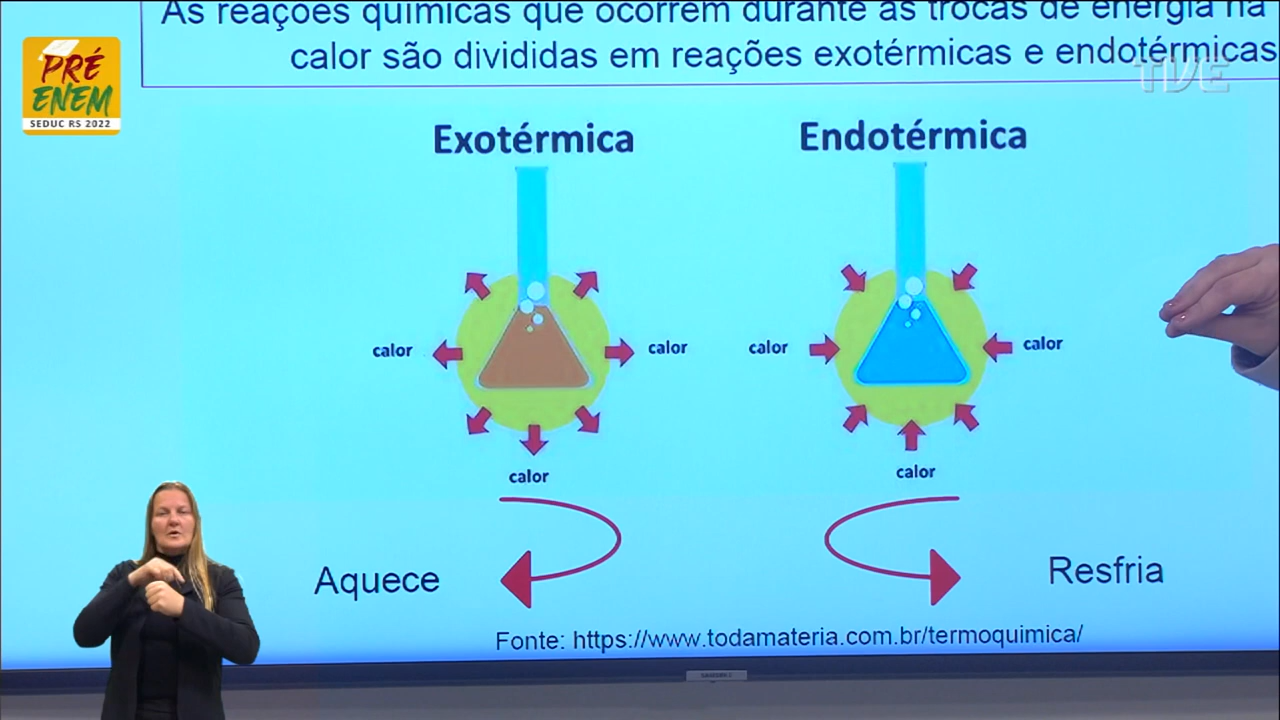 As reações químicas que ocorrem durante as trocas de energia na
calor são divididas em reações exotérmicas e endotérmicas
PRÉ
ENEM
SEDUC RS 2022
TVE
Exotérmica
Endotérmica
calor
calor
calor
calor
calor
calor
Aquece
Resfria
Fonte: https://www.todamateria.com.br/termoquimica/